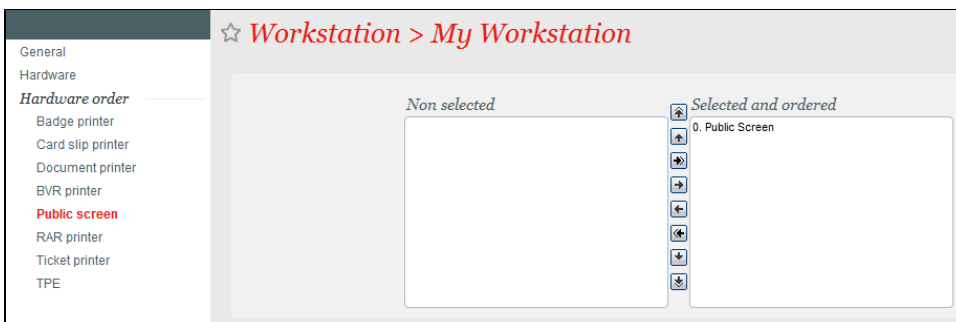 Workstation > My Workstation
General
Hardware
Hardware order
Badge printer
Card slip printer
Document printer
BVR printer
Public screen
RAR printer
Ticket printer
TPE
Non selected
Selected and ordered
0. Public Screen